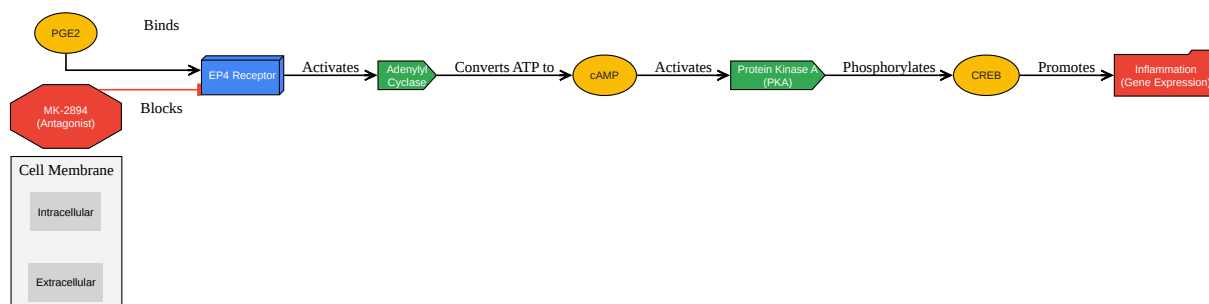 PGE2
Binds
EP4 Receptor
Activates
Adenylyl
Cyclase
Converts ATP to
cAMP
Activates
Protein Kinase A
(PKA)
Phosphorylates
CREB
Promotes
Inflammation
(Gene Expression)
MK-2894
(Antagonist)
Blocks
Cell Membrane
Intracellular
Extracellular